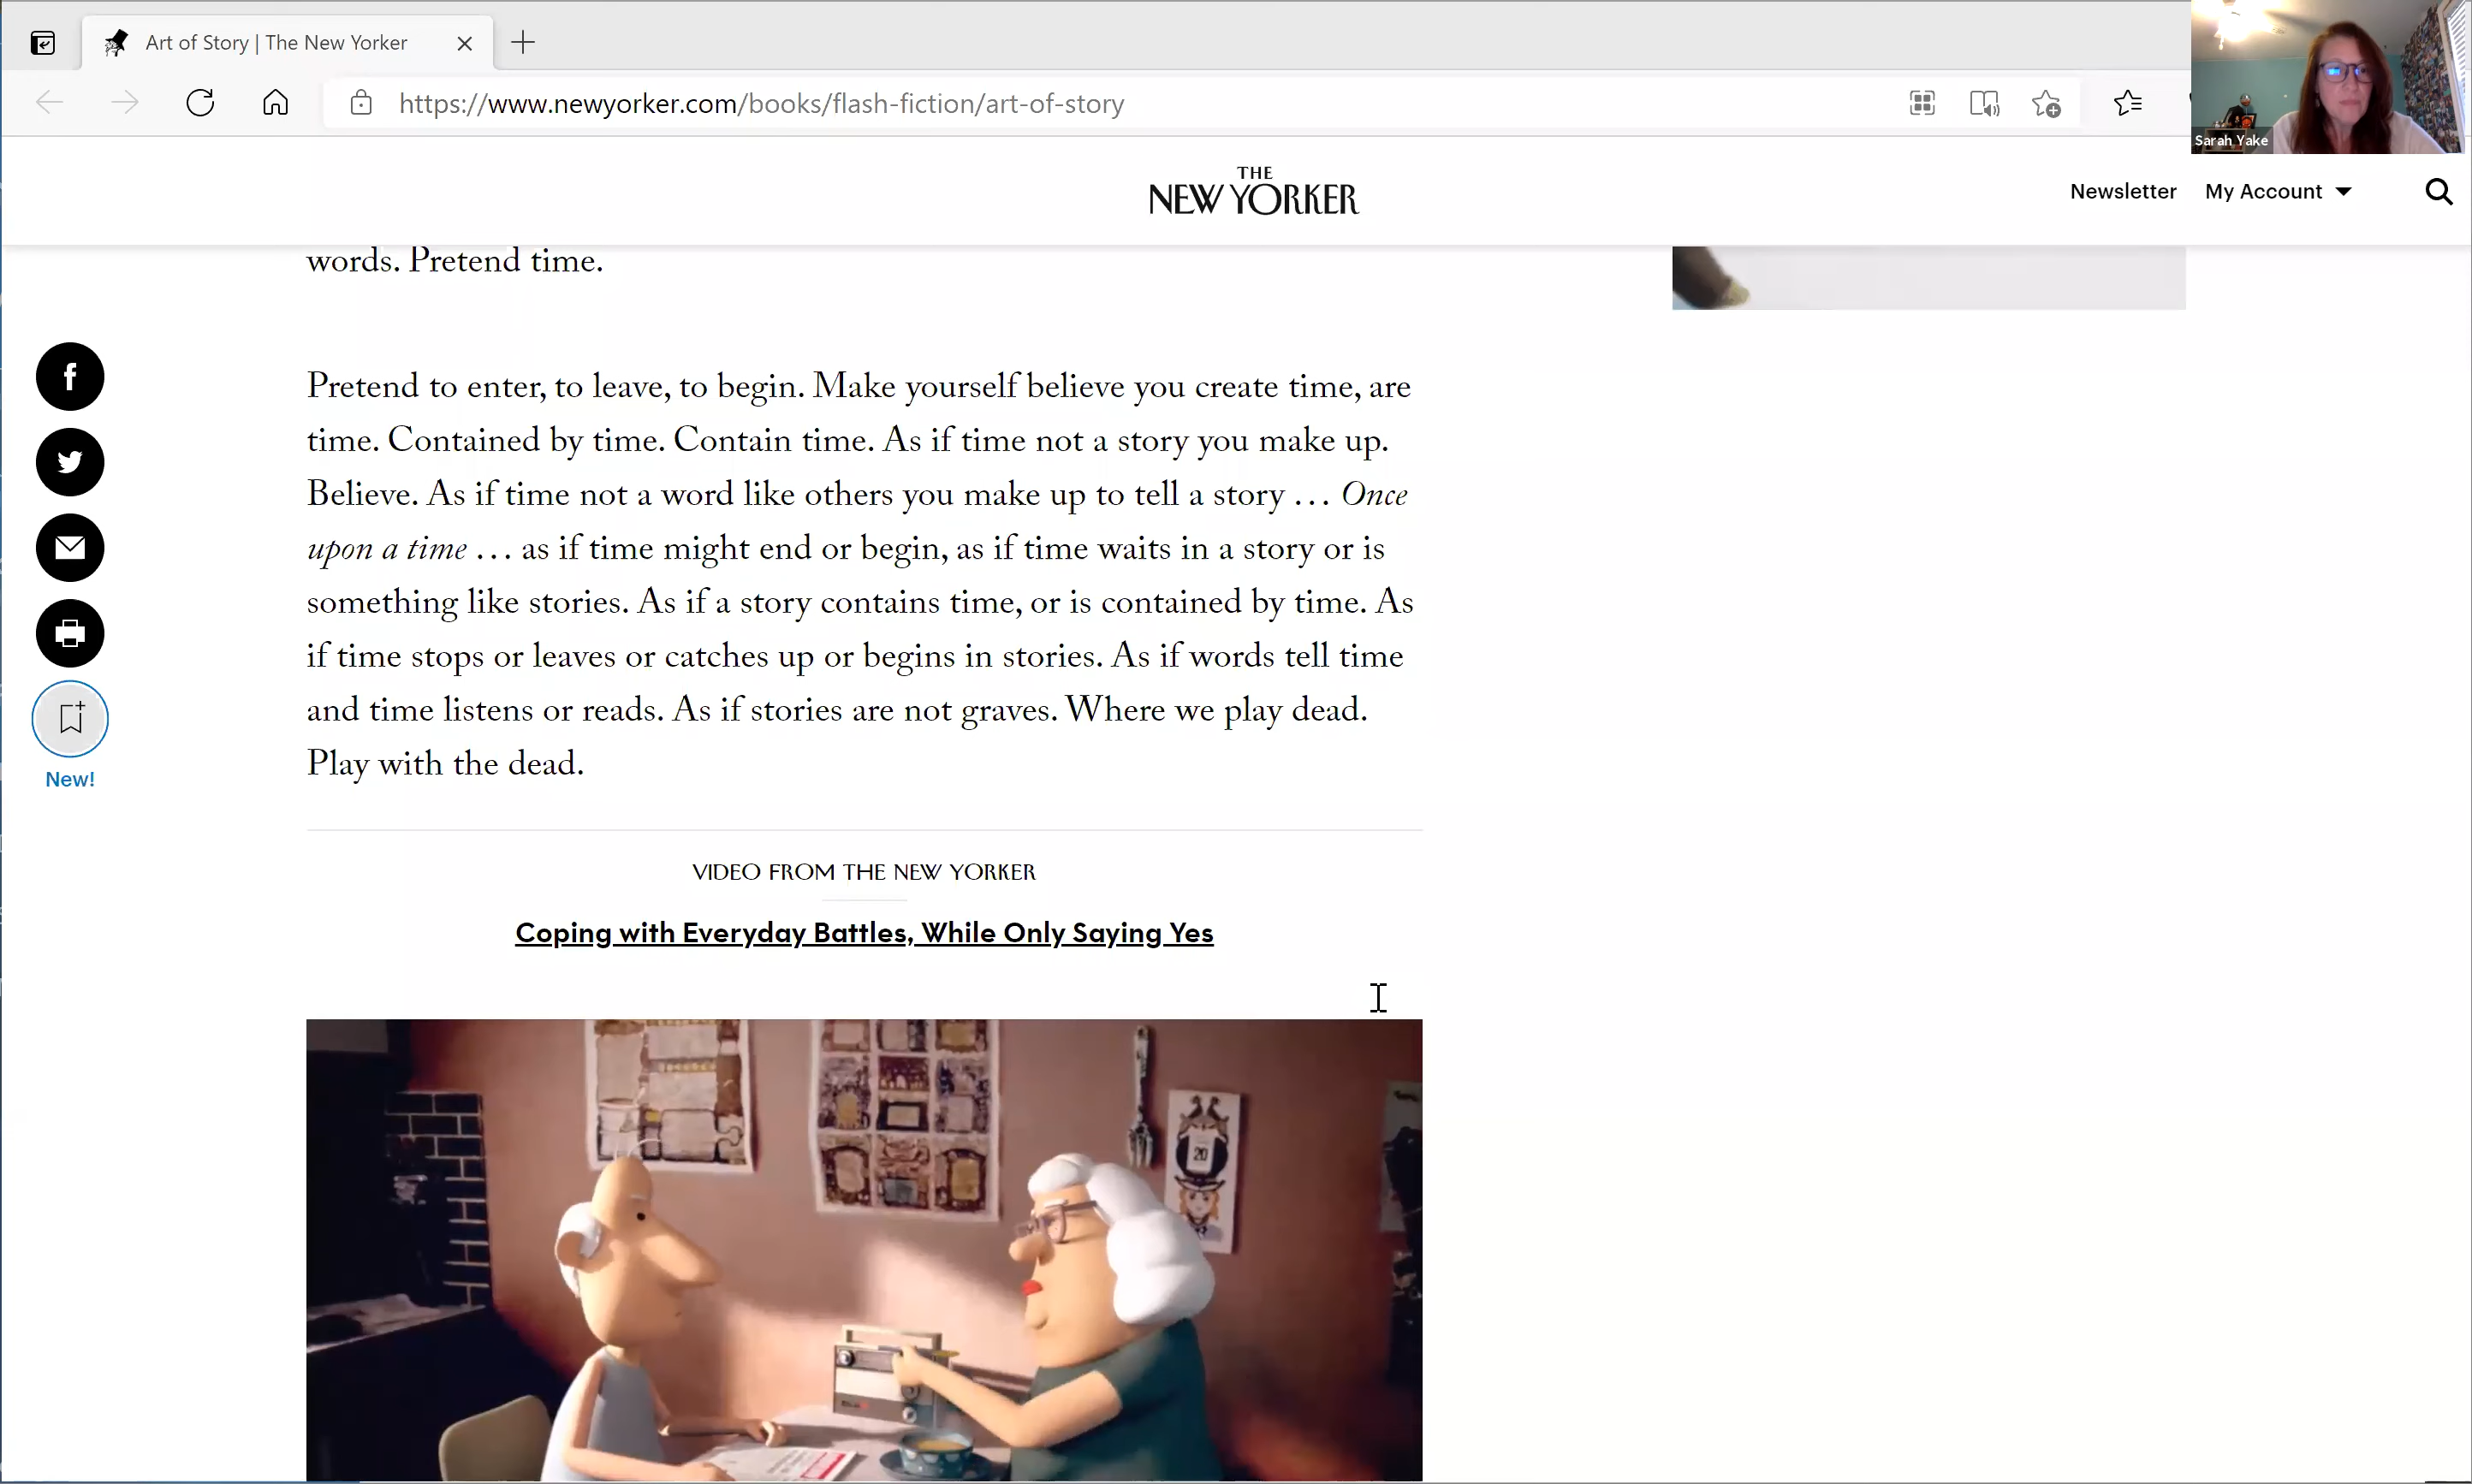 Art of Story | The New Yorker
https://www.newyorker.com/books/flash-fiction/art-of-story
Sarah Yake
THE
NEW YORKER
Newsletter My Account
words. Pretend time.
Pretend to enter, to leave, to begin. Make yourself believe you create time, are
time. Contained by time. Contain time. As if time not a story you make up.
Believe. As if time not a word like others you make up to tell a story … Once
upon a time … as if time might end or begin, as if time waits in a story or is
something like stories. As if a story contains time, or is contained by time. As
if time stops or leaves or catches up or begins in stories. As if words tell time
and time listens or reads. As if stories are not graves. Where we play dead.
Play with the dead.
New!
VIDEO FROM THE NEW YORKER
Coping with Everyday Battles, While Only Saying Yes
20